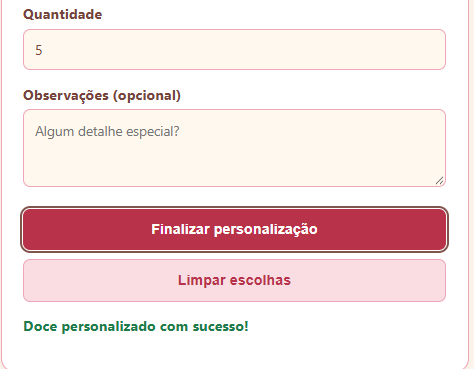 Quantidade
5
Observações (opcional)
Algum detalhe especial?
Finalizar personalização
Limpar escolhas
Doce personalizado com sucesso!